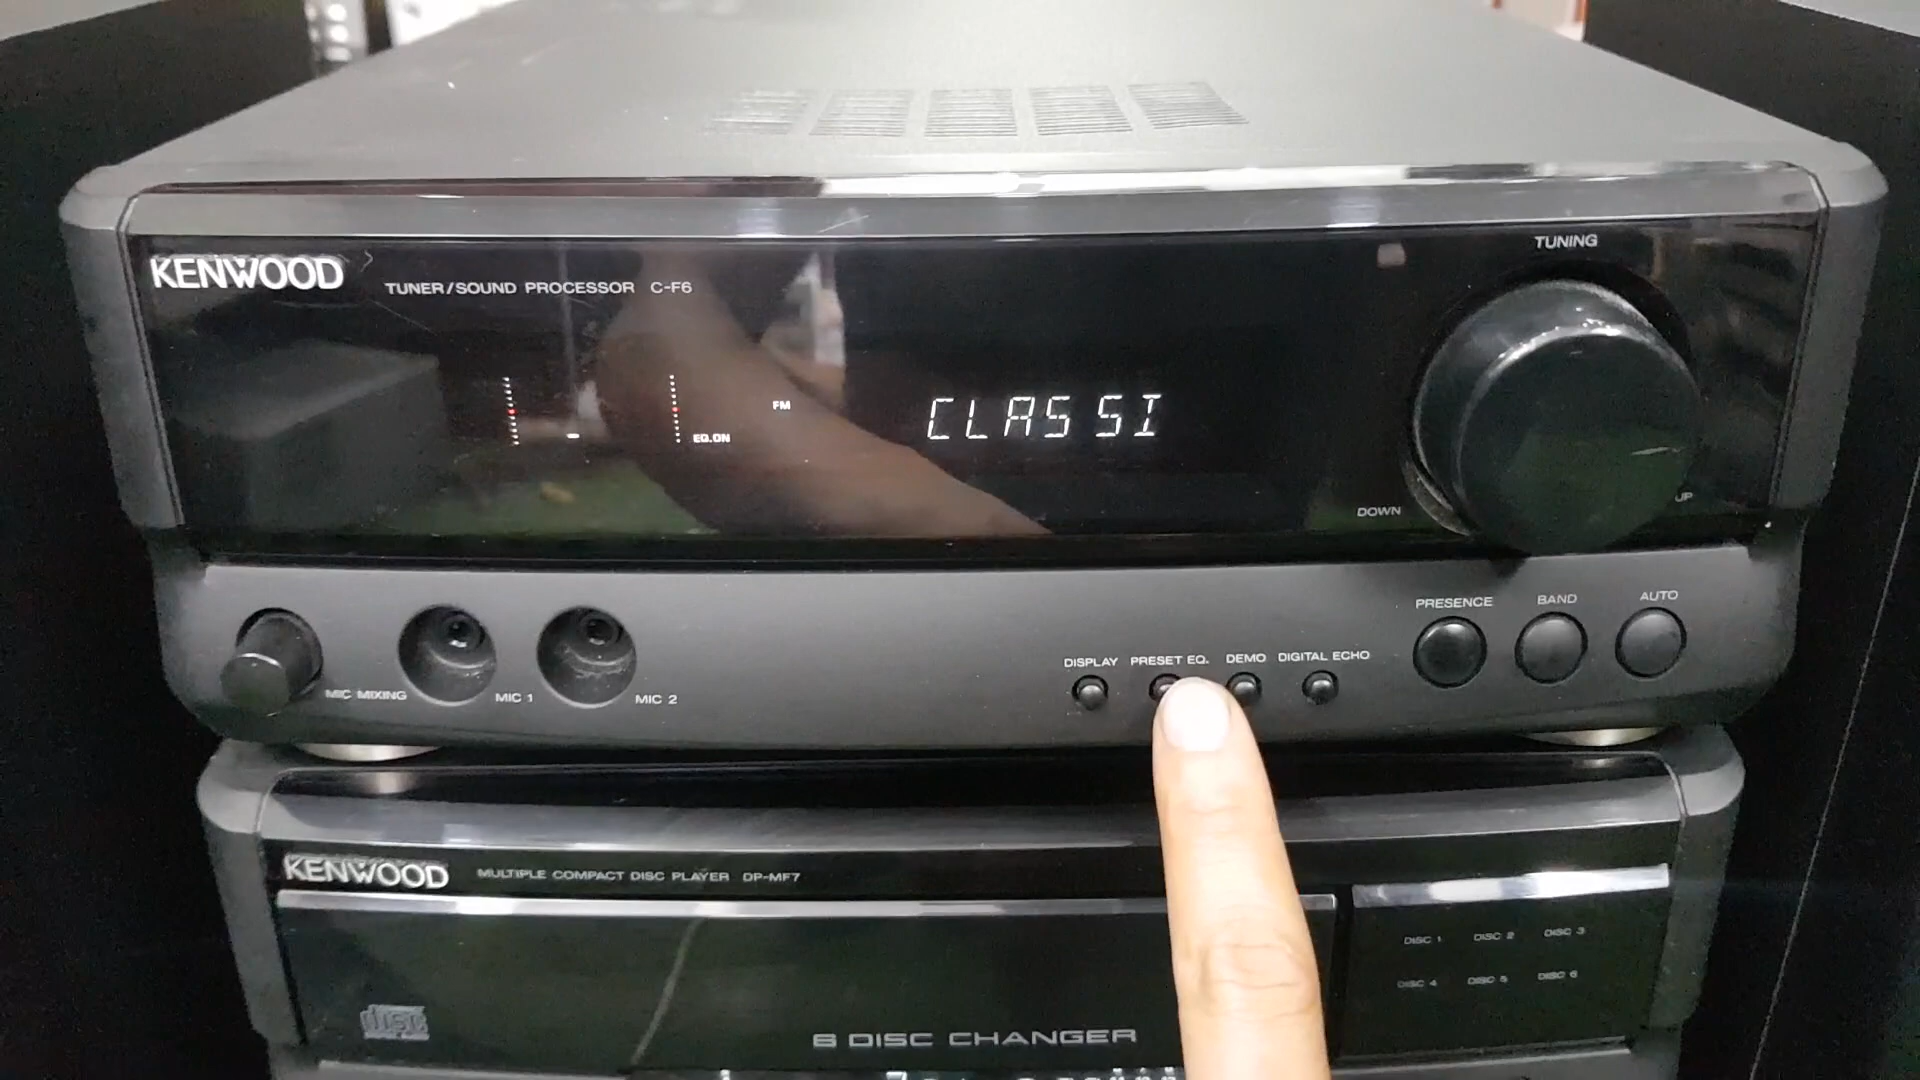 TUNING
KENWOOD TUNER/SOUND PROCESSOR C-F6
FM
EQ.ON
CLASSI
DOWN
UP
PRESENCE BAND AUTO
DISPLAY PRESET EQ. DEMO DIGITAL ECHO
MIC MIXING MIC 1 MIC 2
KENWOOD MULTIPLE COMPACT DISC PLAYER DP-MF7
DISC 1 DISC 2 DISC 3
DISC 4 DISC 5 DISC 6
disc
6 DISC CHANGER